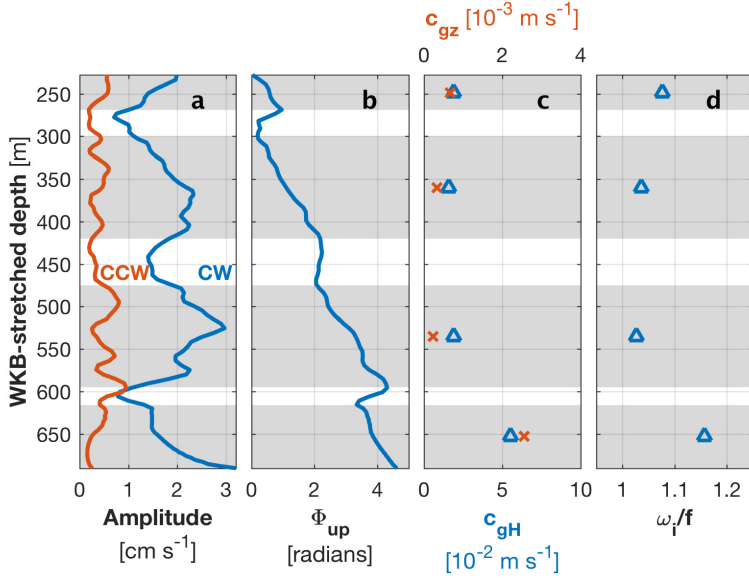 c_gz [10^-3 m s^-1]
0 2 4
a b c d
250
300
350
400
450
500
550
600
650
WKB-stretched depth [m]
CCW CW
0 1 2 3
0 2 4
0 5 10
1 1.1 1.2
Amplitude
[cm s^-1]
Φ_up
[radians]
c_gH
[10^-2 m s^-1]
ω_i/f